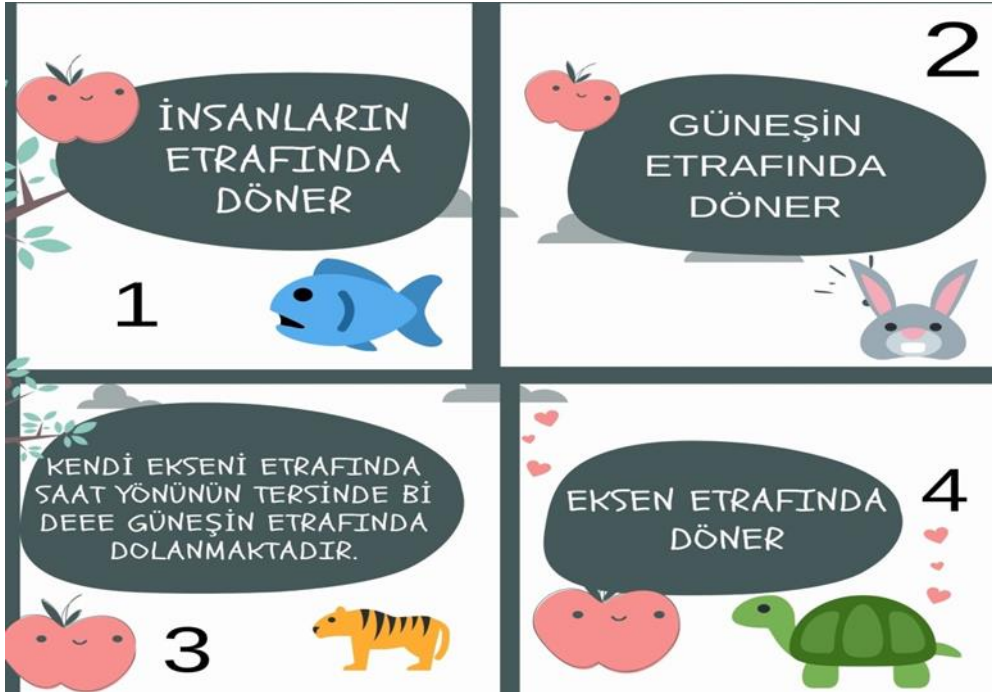 İNSANLARIN
ETRAFINDA
DÖNER
1
2
GÜNEŞİN
ETRAFINDA
DÖNER
KENDİ EKSENİ ETRAFINDA
SAAT YÖNÜNÜN TERSİNDE Bİ
DEEE GÜNEŞİN ETRAFINDA
DOLANMAKTADIR.
3
EKSEN ETRAFINDA
DÖNER
4